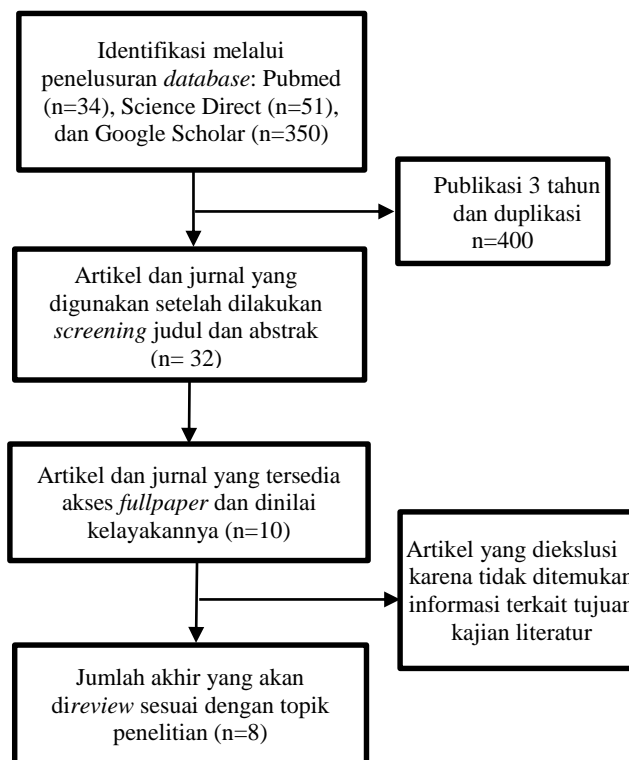 Identifikasi melalui
penelusuran database: Pubmed
(n=34), Science Direct (n=51),
dan Google Scholar (n=350)
Publikasi 3 tahun
dan duplikasi
n=400
Artikel dan jurnal yang
digunakan setelah dilakukan
screening judul dan abstrak
(n= 32)
Artikel dan jurnal yang tersedia
akses fullpaper dan dinilai
kelayakannya (n=10)
Artikel yang diekslusi
karena tidak ditemukan
informasi terkait tujuan
kajian literatur
Jumlah akhir yang akan
direview sesuai dengan topik
penelitian (n=8)